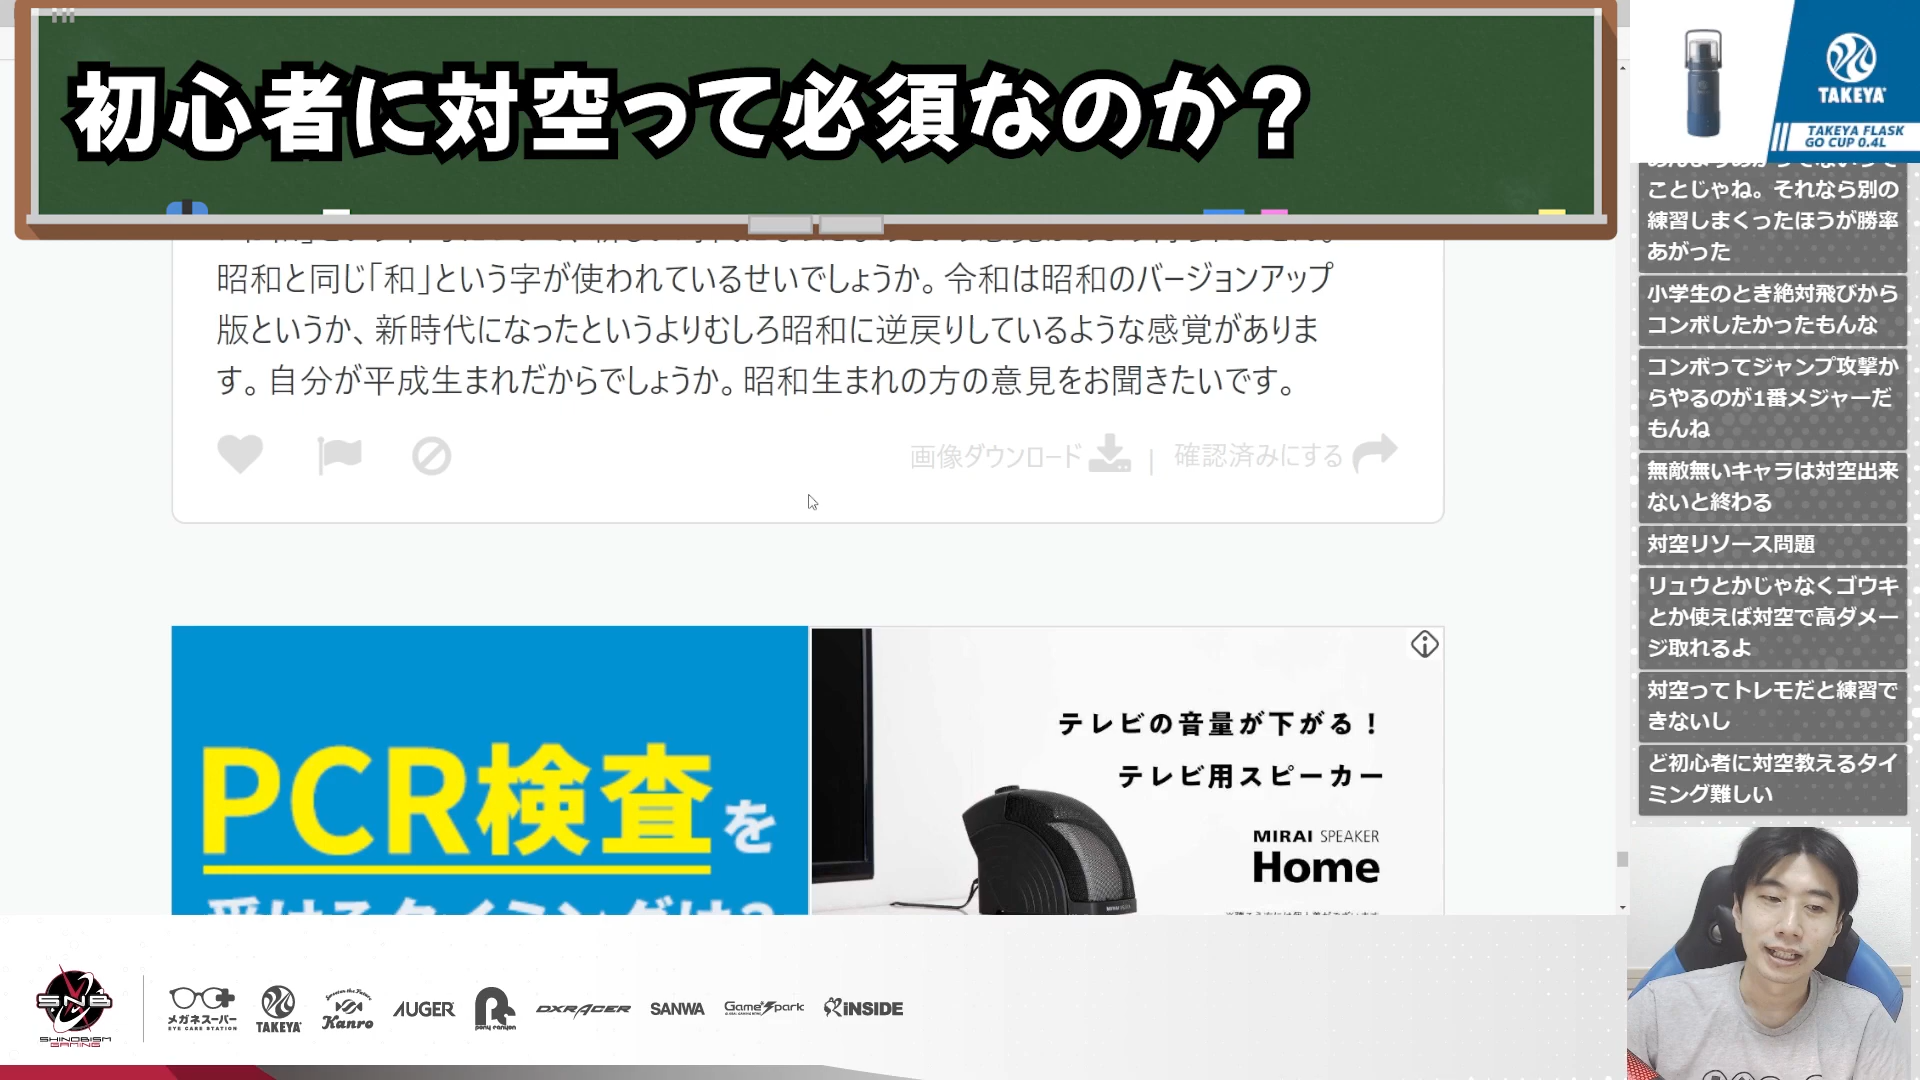 初心者に対空って必須なのか？
昭和と同じ「和」という字が使われているせいでしょうか。令和は昭和のバージョンアップ
版というか、新時代になったというよりむしろ昭和に逆戻りしているような感覚がありま
す。自分が平成生まれだからでしょうか。昭和生まれの方の意見をお聞きたいです。
画像ダウンロード | 確認済みにする
PCR検査を
受けるタイミングは?
テレビの音量が下がる！
テレビ用スピーカー
MIRAI SPEAKER
Home
TAKEYA
TAKEYA FLASK
GO CUP 0.4L
ことじゃね。それなら別の
練習しまくったほうが勝率
あがった
小学生のとき絶対飛びから
コンボしたかったもんな
コンボってジャンプ攻撃か
らやるのが1番メジャーだ
もんね
無敵無いキャラは対空出来
ないと終わる
対空リソース問題
リュウとかじゃなくゴウキ
とか使えば対空で高ダメー
ジ取れるよ
対空ってトレモだと練習で
きないし
ど初心者に対空教えるタイ
ミング難しい
SNB
SHINOBISM
GAMING
メガネスーパー
EYE CARE STATION
TAKEYA
Kanro
AUGER
pony canyon
DXRACER
SANWA
Game*Spark
iNSIDE